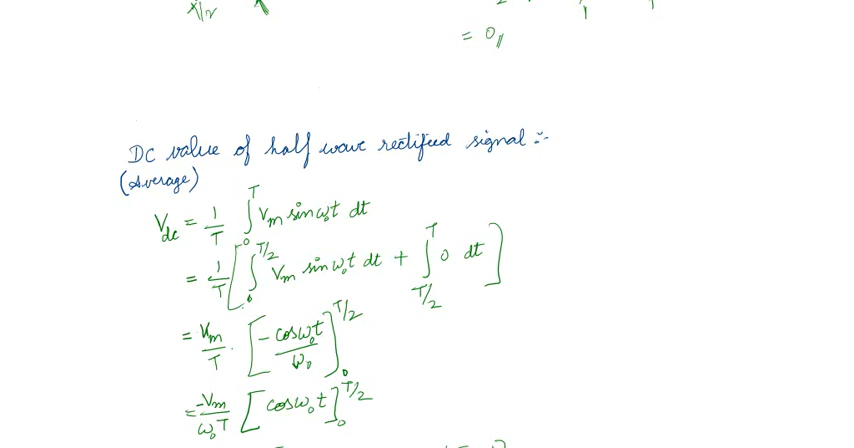 π/2
= 0//
DC value of half wave rectified signal :-
(Average)
V_dc = 1/T ∫_0^T V_m sin ω_0 t dt
= 1/T [ ∫_0^{T/2} V_m sin ω_0 t dt + ∫_{T/2}^T 0 dt ]
= V_m/T . [ -cos ω_0 t / ω_0 ]_0^{T/2}
= -V_m/(ω_0 T) [ cos ω_0 t ]_0^{T/2}